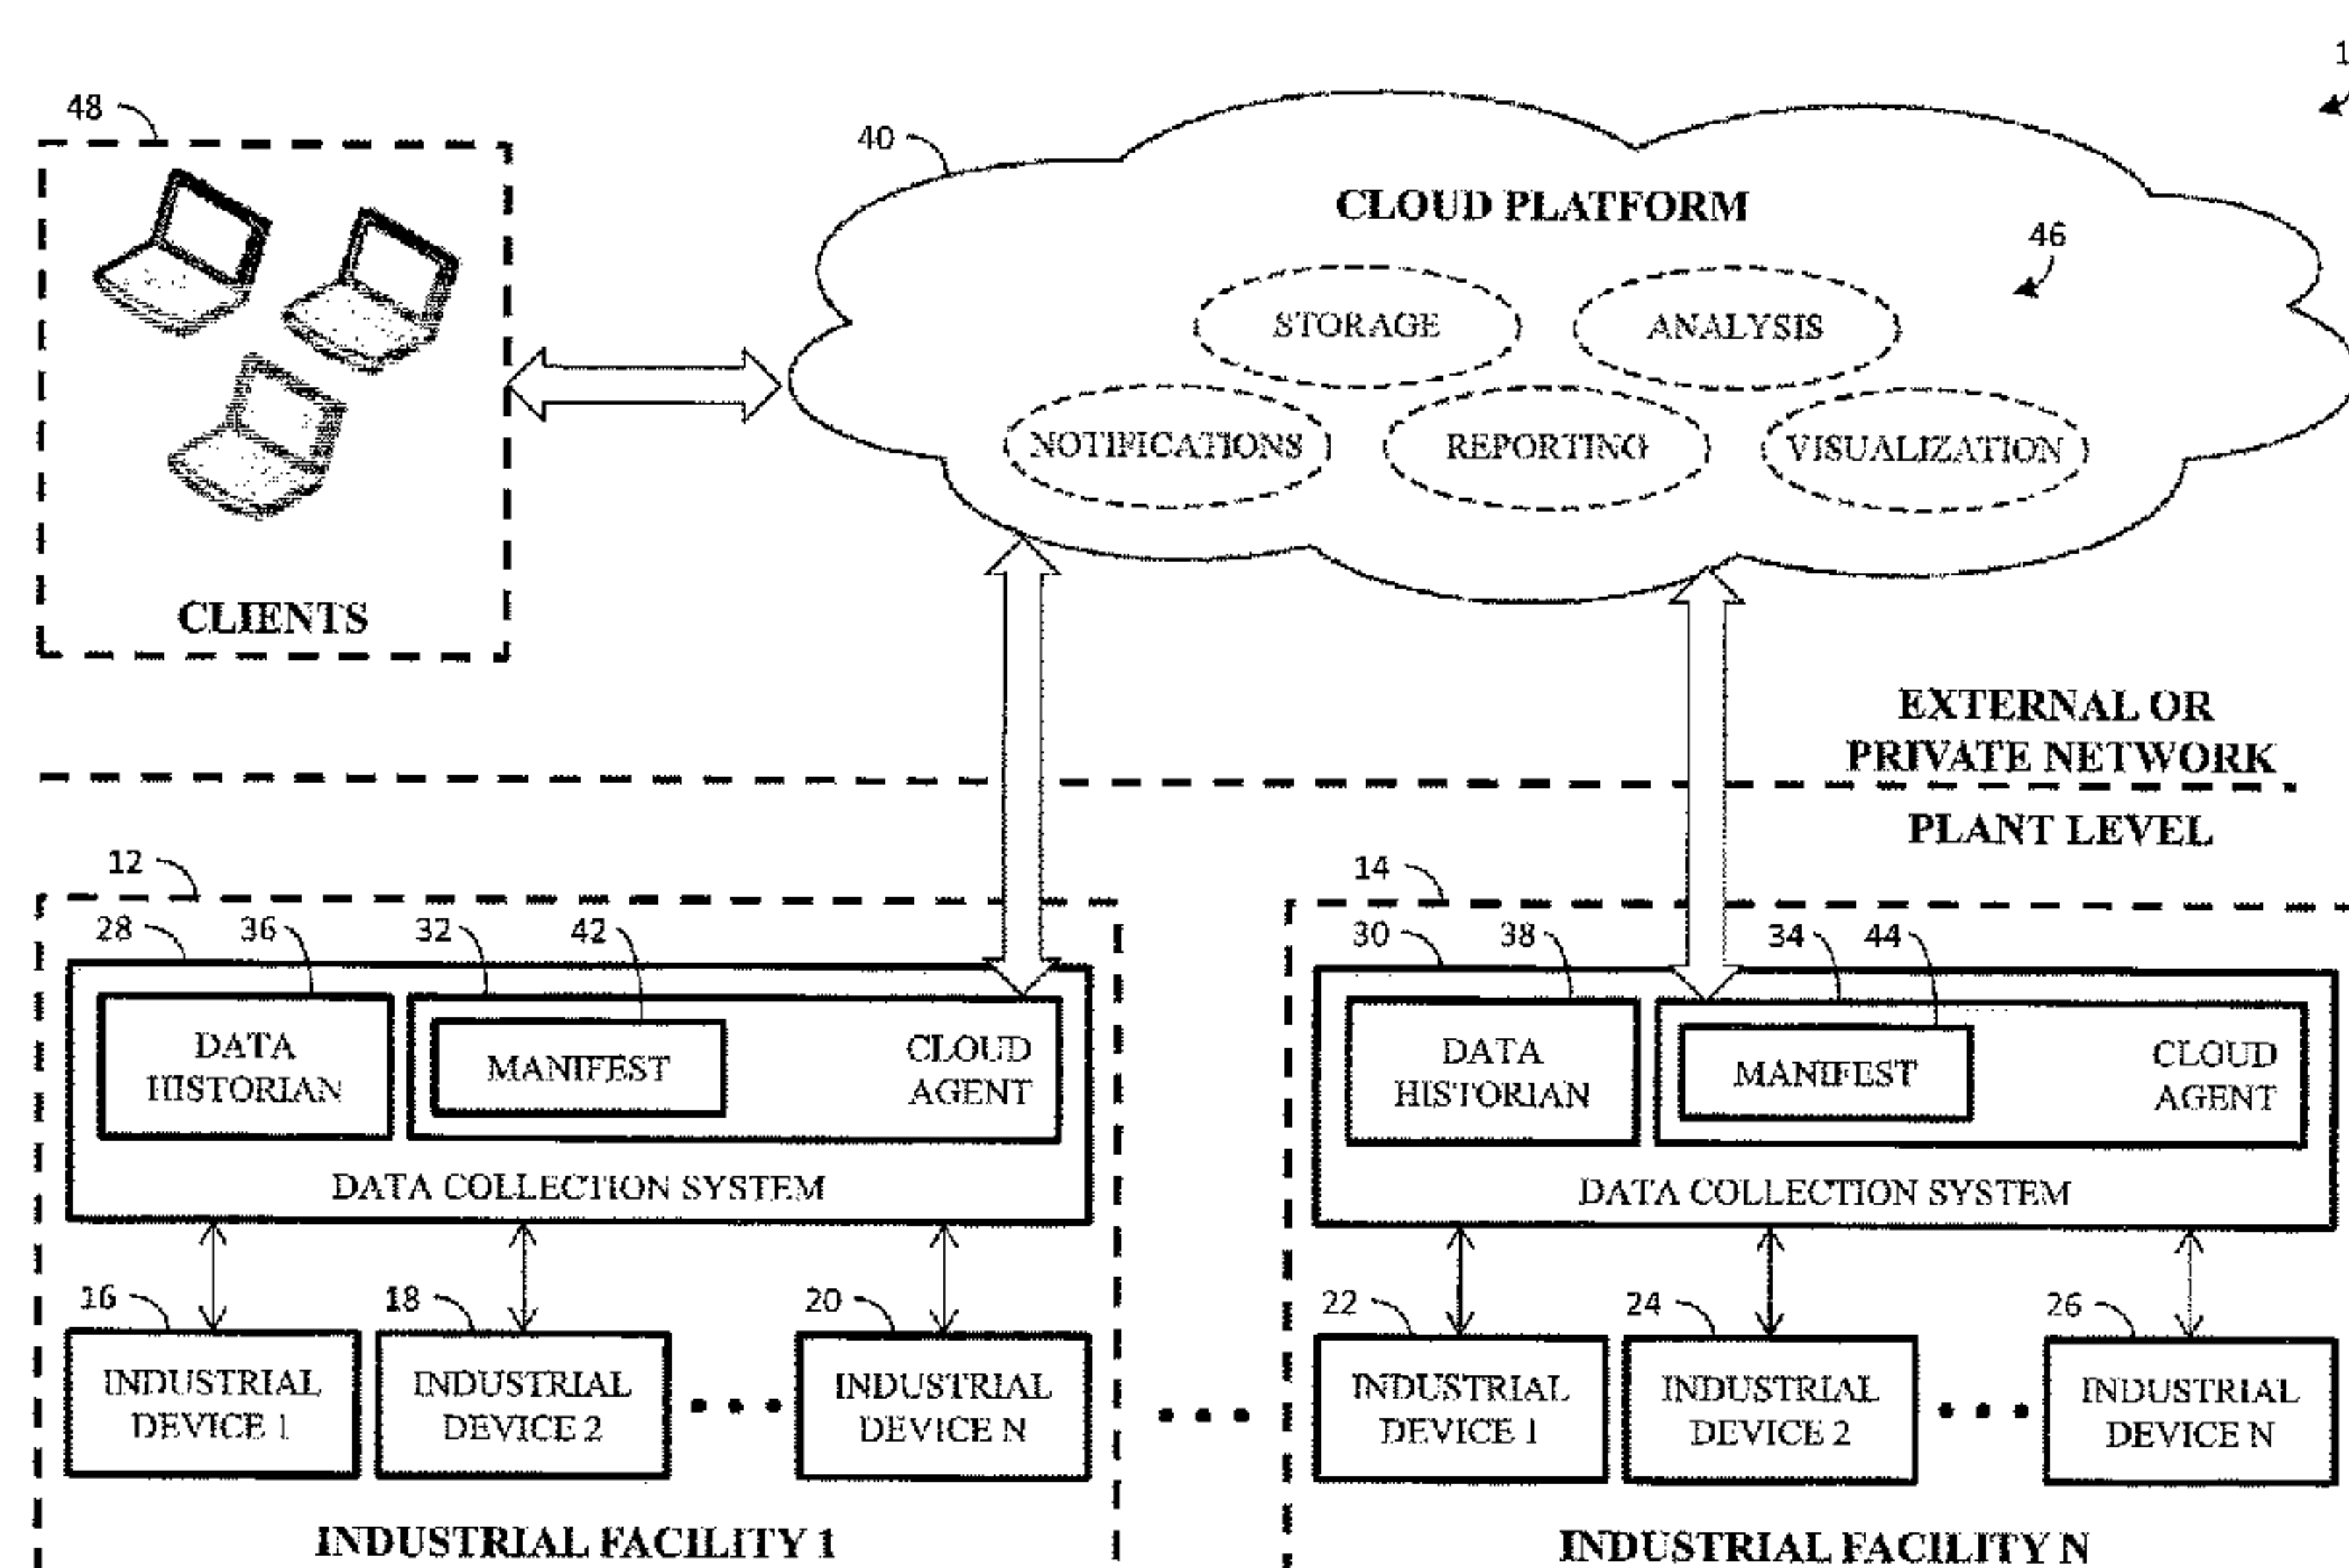 1
48
40
CLOUD PLATFORM
46
STORAGE
ANALYSIS
NOTIFICATIONS
REPORTING
VISUALIZATION
CLIENTS
EXTERNAL OR
PRIVATE NETWORK
PLANT LEVEL
12
28
36
32
42
DATA
HISTORIAN
MANIFEST
CLOUD
AGENT
DATA COLLECTION SYSTEM
16
18
20
INDUSTRIAL
DEVICE 1
INDUSTRIAL
DEVICE 2
INDUSTRIAL
DEVICE N
INDUSTRIAL FACILITY 1
14
30
38
34
44
DATA
HISTORIAN
MANIFEST
CLOUD
AGENT
DATA COLLECTION SYSTEM
22
24
26
INDUSTRIAL
DEVICE 1
INDUSTRIAL
DEVICE 2
INDUSTRIAL
DEVICE N
INDUSTRIAL FACILITY N